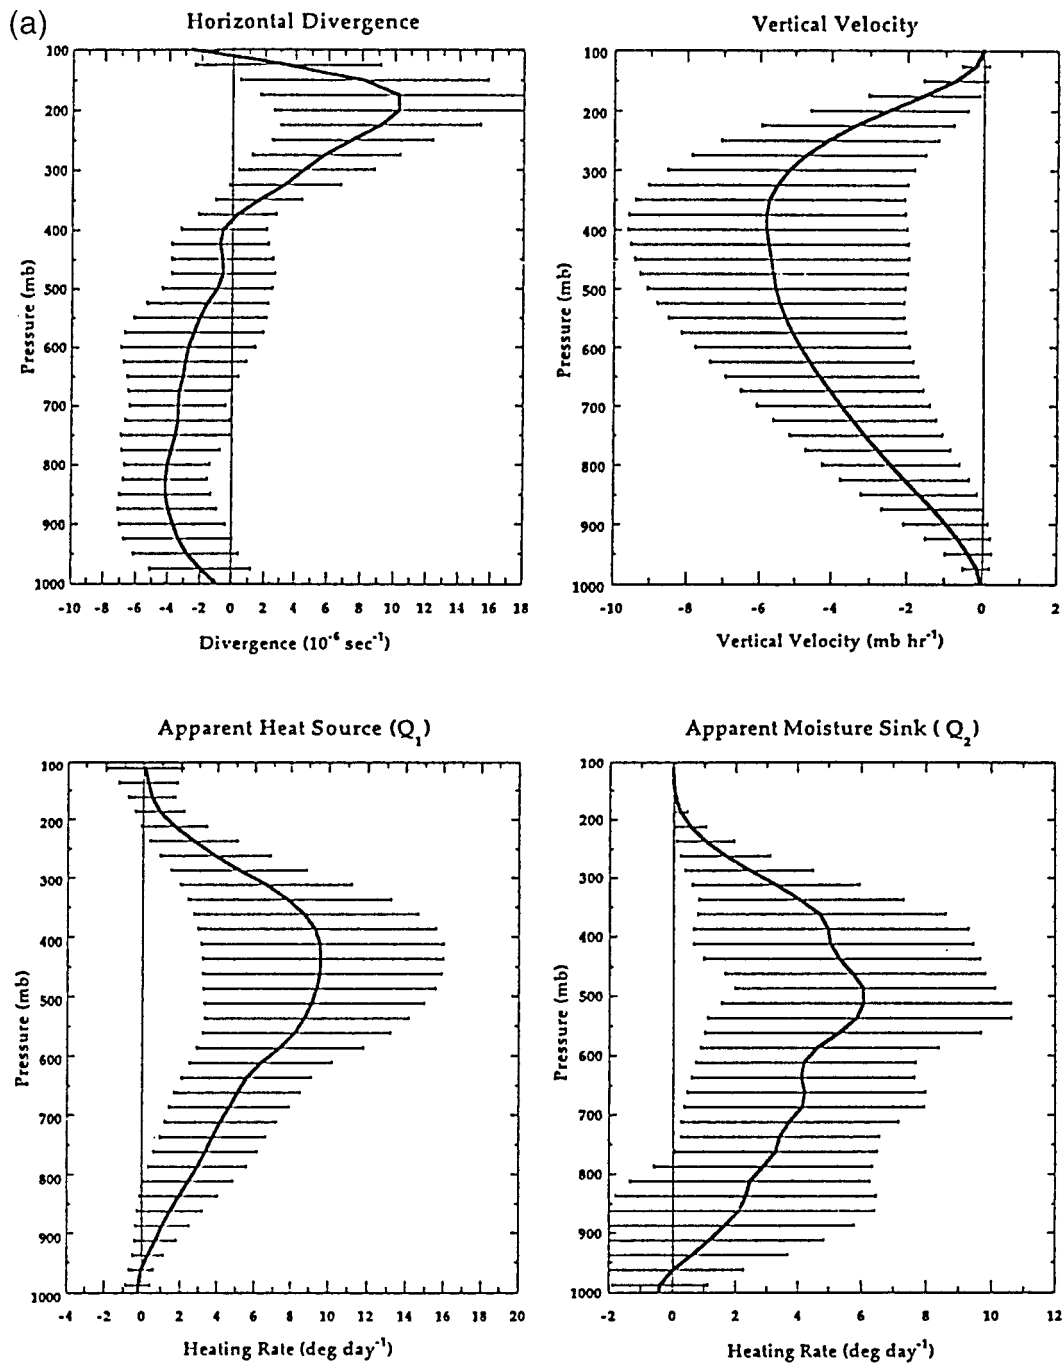 (a)
Horizontal Divergence
100
200
300
400
500
600
700
800
900
1000
Pressure (mb)
-10 -8 -6 -4 -2 0 2 4 6 8 10 12 14 16 18
Divergence (10⁻⁶ sec⁻¹)
Vertical Velocity
100
200
300
400
500
600
700
800
900
1000
Pressure (mb)
-10 -8 -6 -4 -2 0 2
Vertical Velocity (mb hr⁻¹)
Apparent Heat Source (Q₁)
100
200
300
400
500
600
700
800
900
1000
Pressure (mb)
-4 -2 0 2 4 6 8 10 12 14 16 18 20
Heating Rate (deg day⁻¹)
Apparent Moisture Sink ( Q₂)
100
200
300
400
500
600
700
800
900
1000
Pressure (mb)
-2 0 2 4 6 8 10 12
Heating Rate (deg day⁻¹)